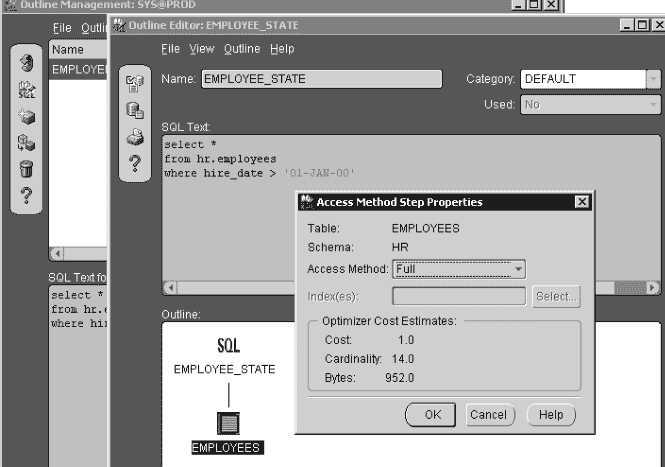 Outline Management: SYS@PROD
File Outli
Name
EMPLOYE
SQL Text fo
select *
from hr.e
where hi
Outline Editor: EMPLOYEE_STATE
File View Outline Help
Name: EMPLOYEE_STATE
Category: DEFAULT
Used: No
SQL Text:
select *
from hr.employees
where hire_date > '01-JAN-00'
Outline:
SQL
EMPLOYEE_STATE
EMPLOYEES
Access Method Step Properties
Table: EMPLOYEES
Schema: HR
Access Method: Full
Index(es): Select...
Optimizer Cost Estimates:
Cost: 1.0
Cardinality: 14.0
Bytes: 952.0
OK Cancel Help